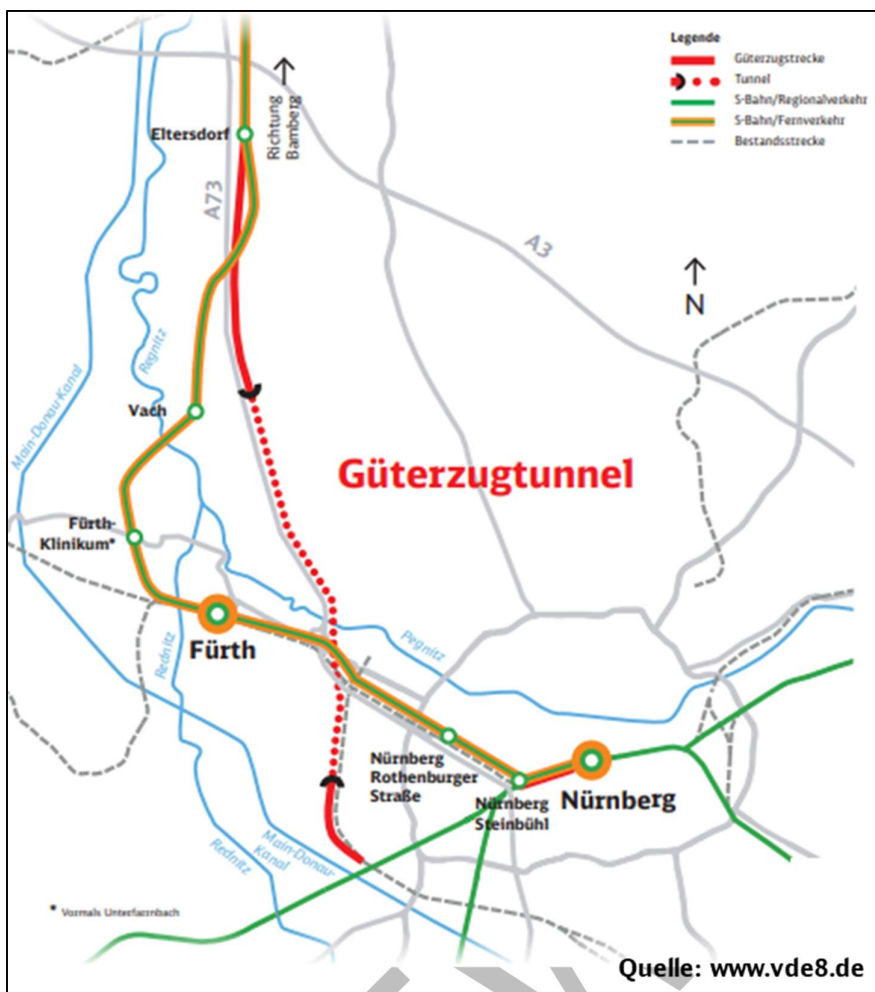 Legende
Güterzugstrecke
Tunnel
S-Bahn/Regionalverkehr
S-Bahn/Fernverkehr
Bestandsstrecke
Richtung
Bamberg
Eltersdorf
A73
A3
N
Regnitz
Main-Donau-Kanal
Vach
Güterzugtunnel
Fürth-
Klinikum*
Fürth
Rednitz
Pegnitz
Nürnberg
Rothenburger
Straße
Nürnberg
Steinbühl
Nürnberg
Main-Donau-
Kanal
Rednitz
* Vormals Unterfarrnbach
Quelle: www.vde8.de